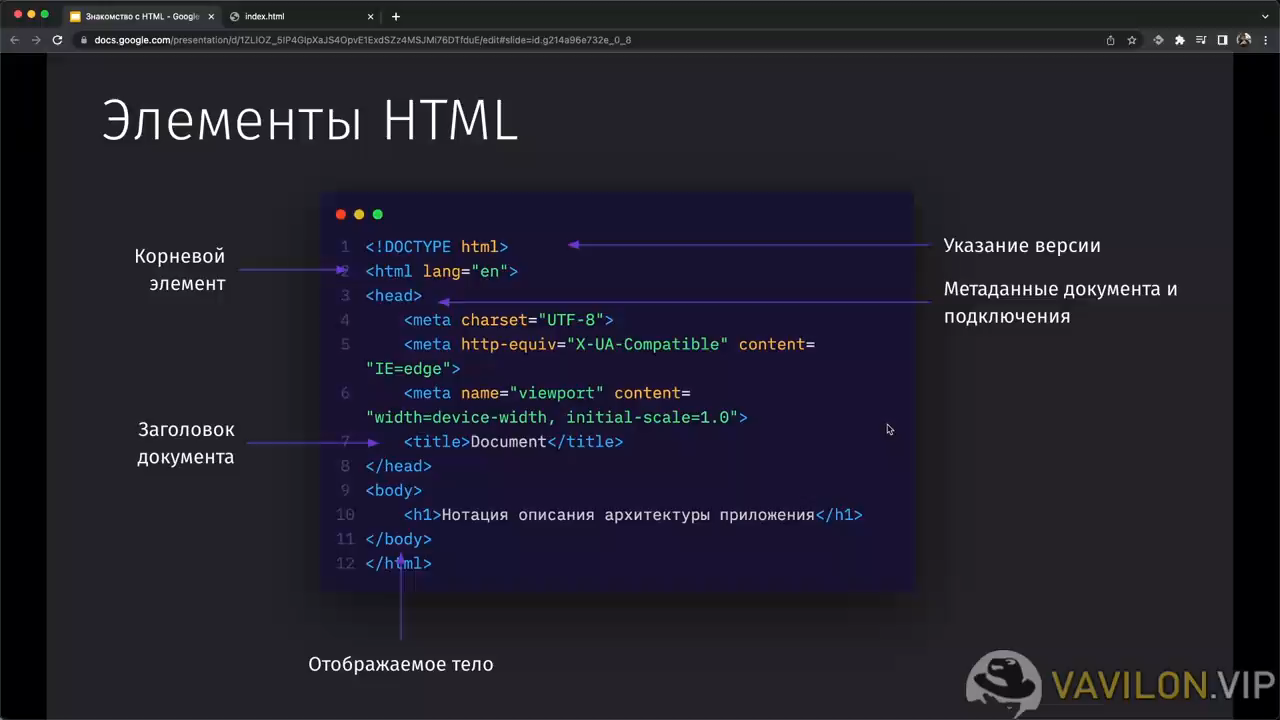 Знакомство с HTML - Google
index.html
docs.google.com/presentation/d/1ZLIOZ_5IP4GlpXaJS4OpvE1ExdSZz4MSJMi76DTfduE/edit#slide=id.g214a96e732e_0_8
Элементы HTML
Корневой
элемент
Заголовок
документа
1 <!DOCTYPE html>
2 <html lang="en">
3 <head>
4 <meta charset="UTF-8">
5 <meta http-equiv="X-UA-Compatible" content=
"IE=edge">
6 <meta name="viewport" content=
"width=device-width, initial-scale=1.0">
7 <title>Document</title>
8 </head>
9 <body>
10 <h1>Нотация описания архитектуры приложения</h1>
11 </body>
12 </html>
Указание версии
Метаданные документа и
подключения
Отображаемое тело
VAVILON.VIP